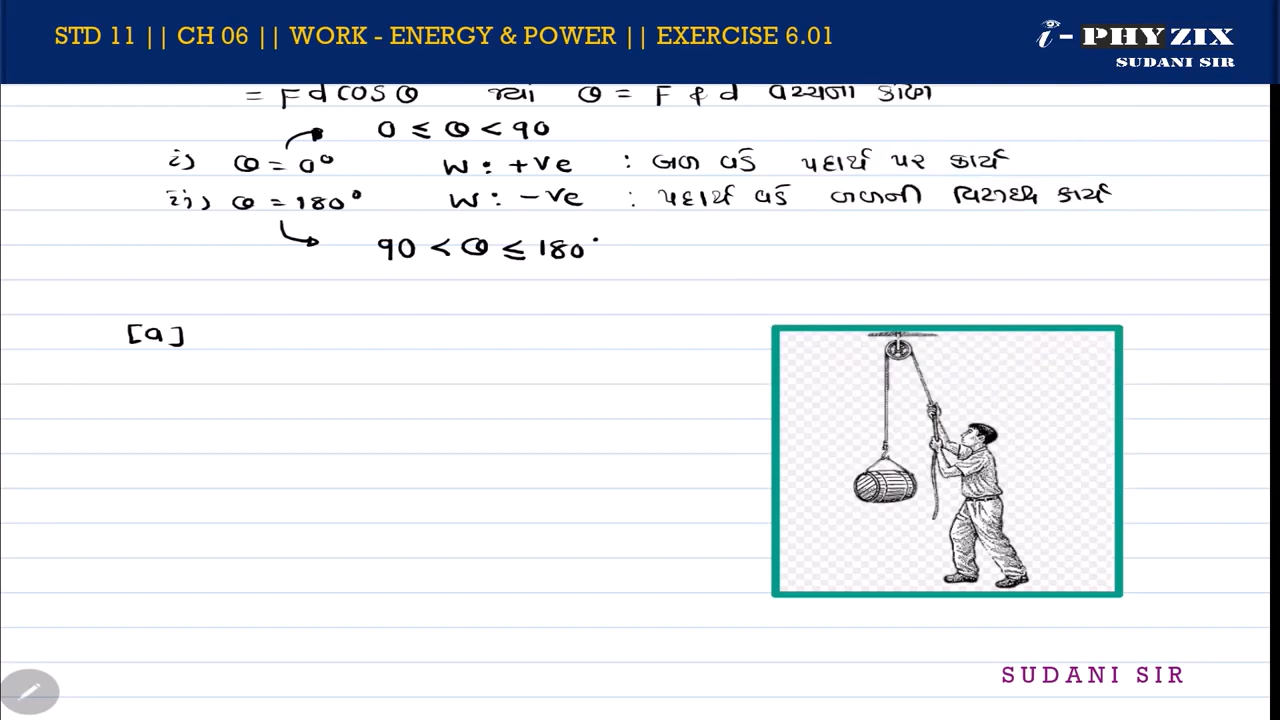 STD 11 || CH 06 || WORK - ENERGY & POWER || EXERCISE 6.01
i - PHYZIX
SUDANI SIR
= Fd cos θ જ્યાં θ = F & d વચ્ચેના કોણ
0 ≤ θ < 90
i) θ = 0° W : +ve : બળ વડે પદાર્થ પર કાર્ય
ii) θ = 180° W : -ve : પદાર્થ વડે બળની વિરુદ્ધ કાર્ય
90 < θ ≤ 180°
[a]
SUDANI SIR